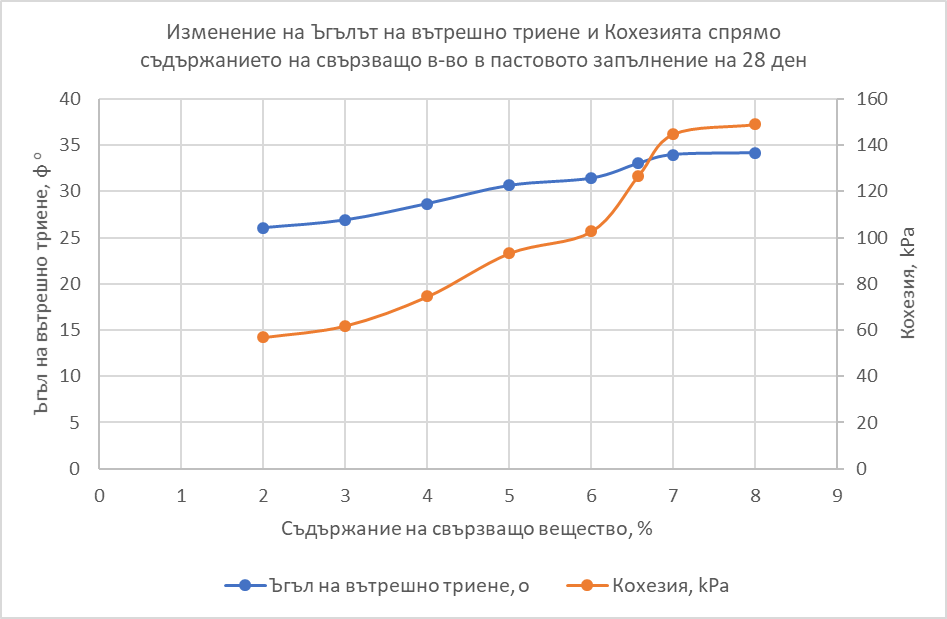 Изменение на Ъгълът на вътрешно триене и Кохезията спрямо
съдържанието на свързващо в-во в пастовото запълнение на 28 ден
Ъгъл на вътрешно триене, ф °
40
35
30
25
20
15
10
5
0
160
140
120
100
80
60
40
20
0
Кохезия, kPa
0 1 2 3 4 5 6 7 8 9
Съдържание на свързващо вещество, %
Ъгъл на вътрешно триене, о
Кохезия, kPa